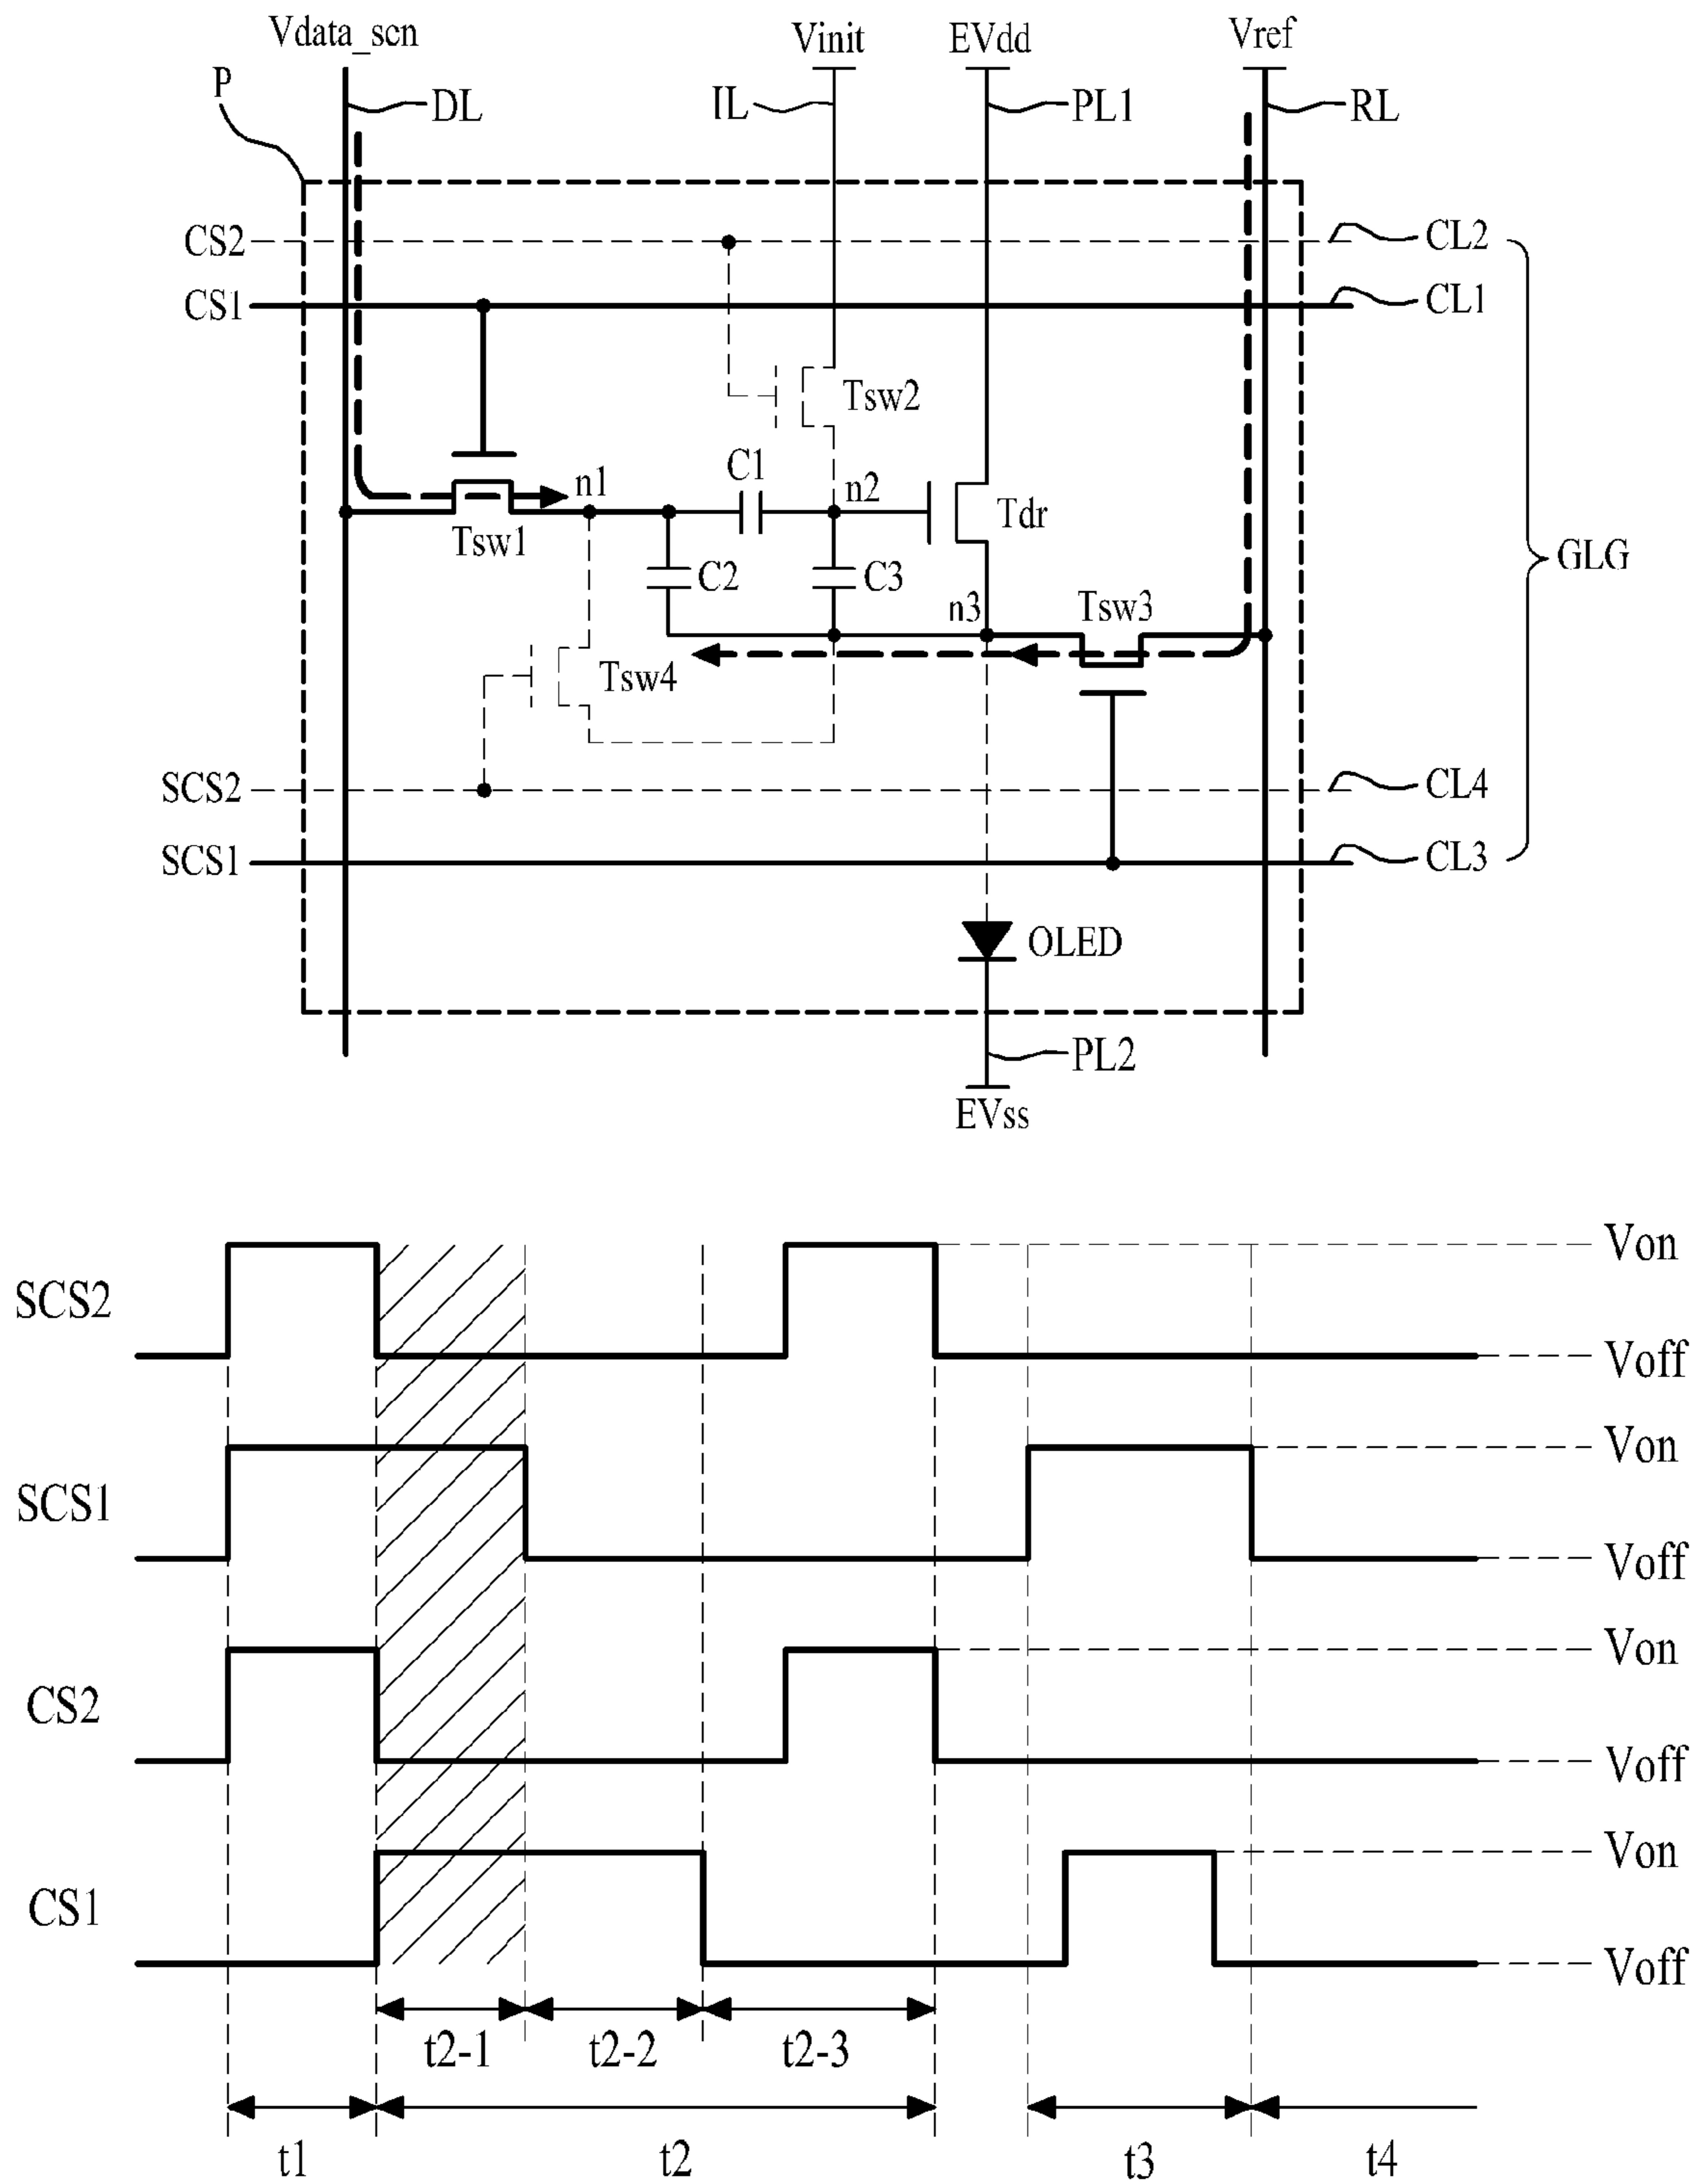 Vdata_scn Vinit EVdd Vref
P DL IL PL1 RL
CS2 CL2
CS1 CL1
Tsw2
C1
n1 n2
Tsw1 Tdr
GLG
C2 C3
n3 Tsw3
Tsw4
SCS2 CL4
SCS1 CL3
OLED
PL2
EVss
Von
SCS2
Voff
Von
SCS1
Voff
Von
CS2
Voff
Von
CS1
Voff
t2-1 t2-2 t2-3
t1 t2 t3 t4